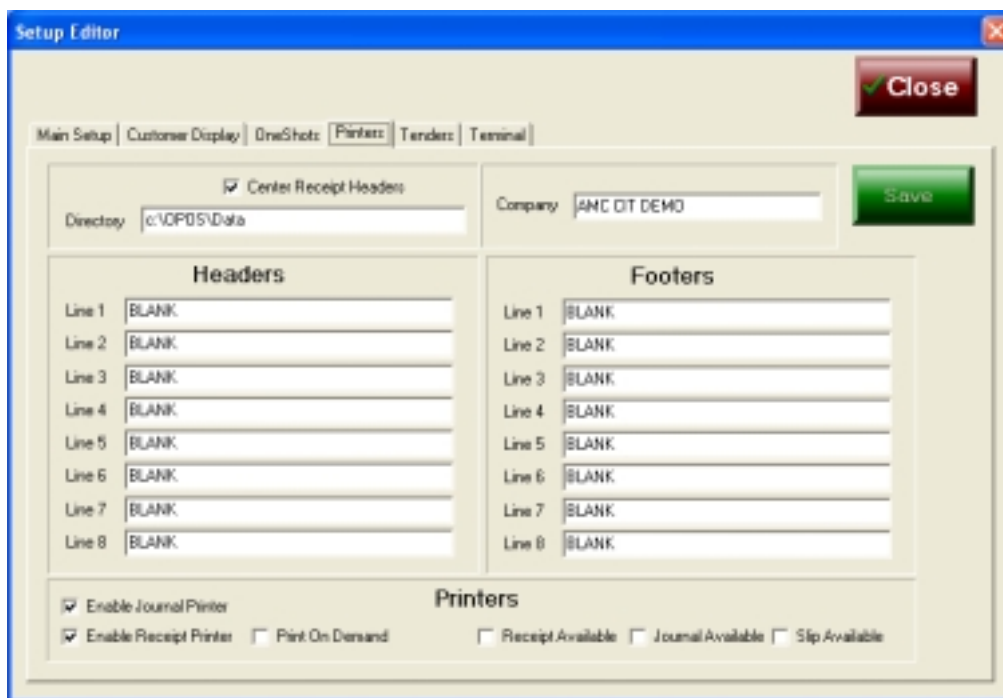 Setup Editor
Close
Main Setup Customer Display OneShots Printers Tenders Terminal
Center Receipt Headers
Directory c:\OPOS\Data
Company AMC CIT DEMO
Save
Headers
Line 1 BLANK
Line 2 BLANK
Line 3 BLANK
Line 4 BLANK
Line 5 BLANK
Line 6 BLANK
Line 7 BLANK
Line 8 BLANK
Footers
Line 1 BLANK
Line 2 BLANK
Line 3 BLANK
Line 4 BLANK
Line 5 BLANK
Line 6 BLANK
Line 7 BLANK
Line 8 BLANK
Printers
Enable Journal Printer
Enable Receipt Printer Print On Demand Receipt Available Journal Available Slip Available